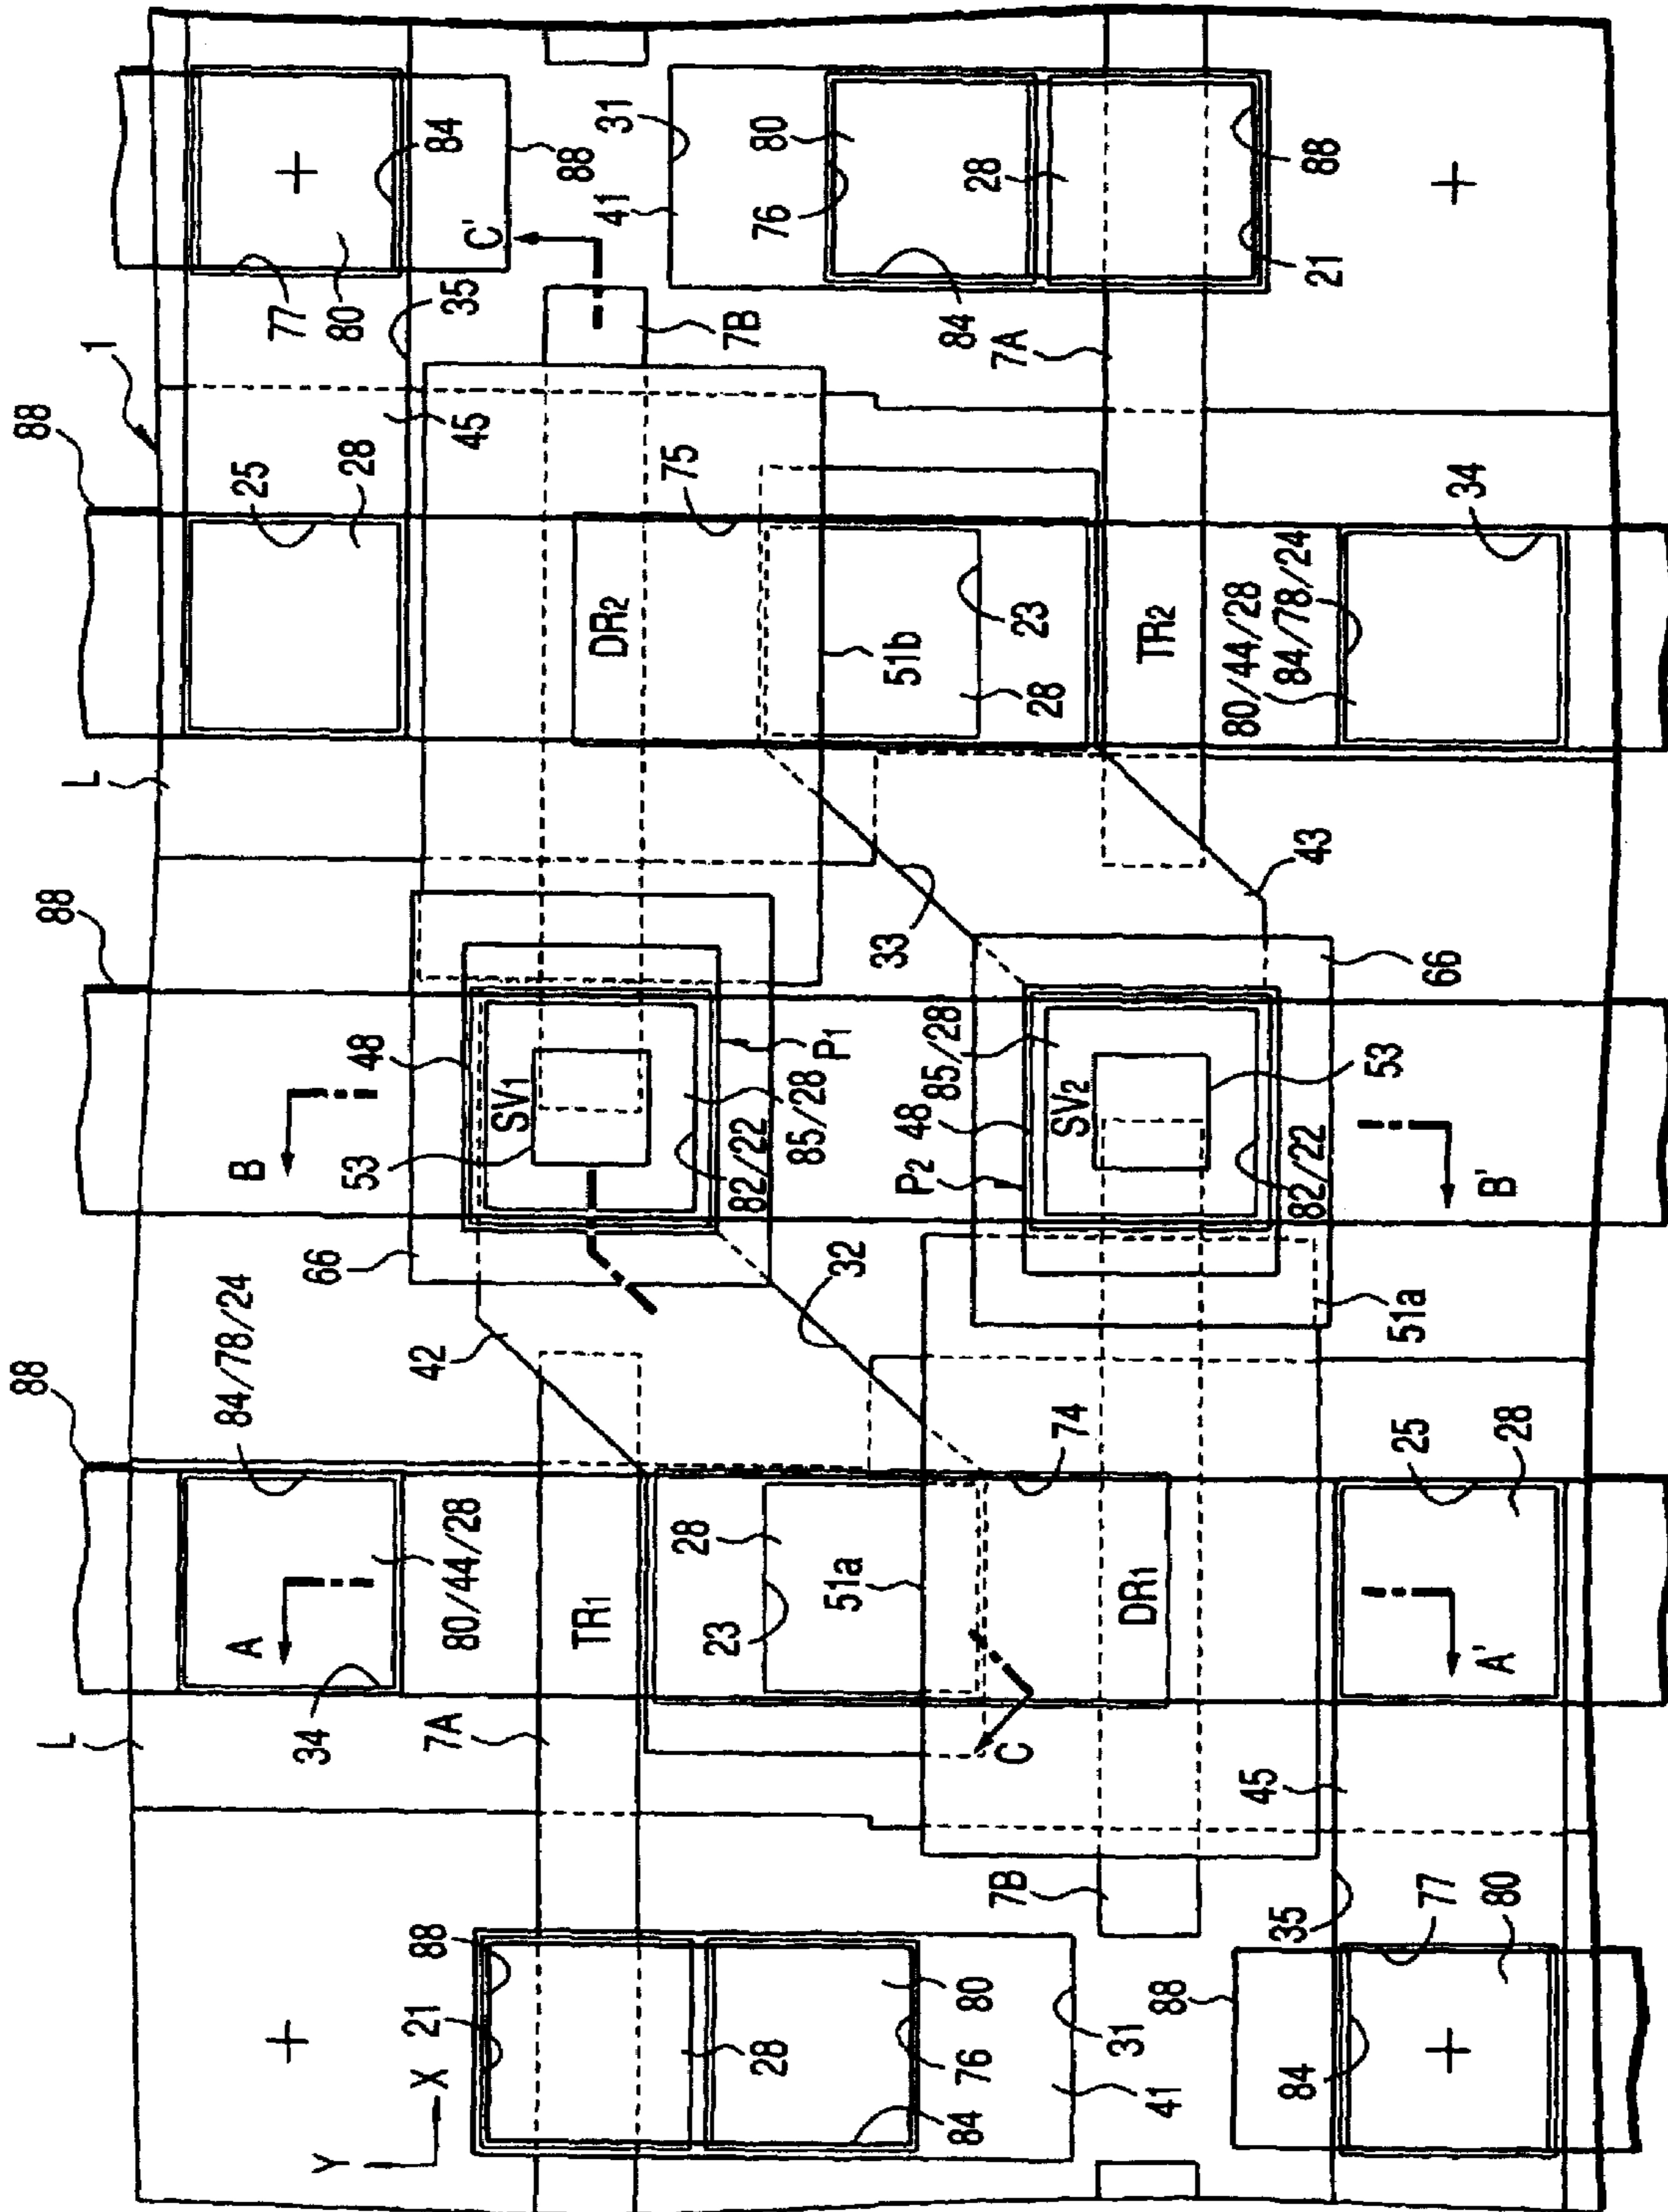 L
88
88
L
88
1
Y
X
21
88
34
A
84/78/24
B
25
28
77
80
7A
80/44/28
42
66
53
48
SV1
45
35
84
C'
28
76
80
TR1
32
DR2
75
7B
88
23
28
P1
82/22
85/28
31
41
31
41
51a
33
51b
76
80
C
74
P2
48
85/28
23
28
84
28
7B
DR1
SV2
53
7A
TR2
88
35
45
51a
82/22
43
80/44/28
84/78/24
21
88
84
77
80
A'
25
28
B'
66
34